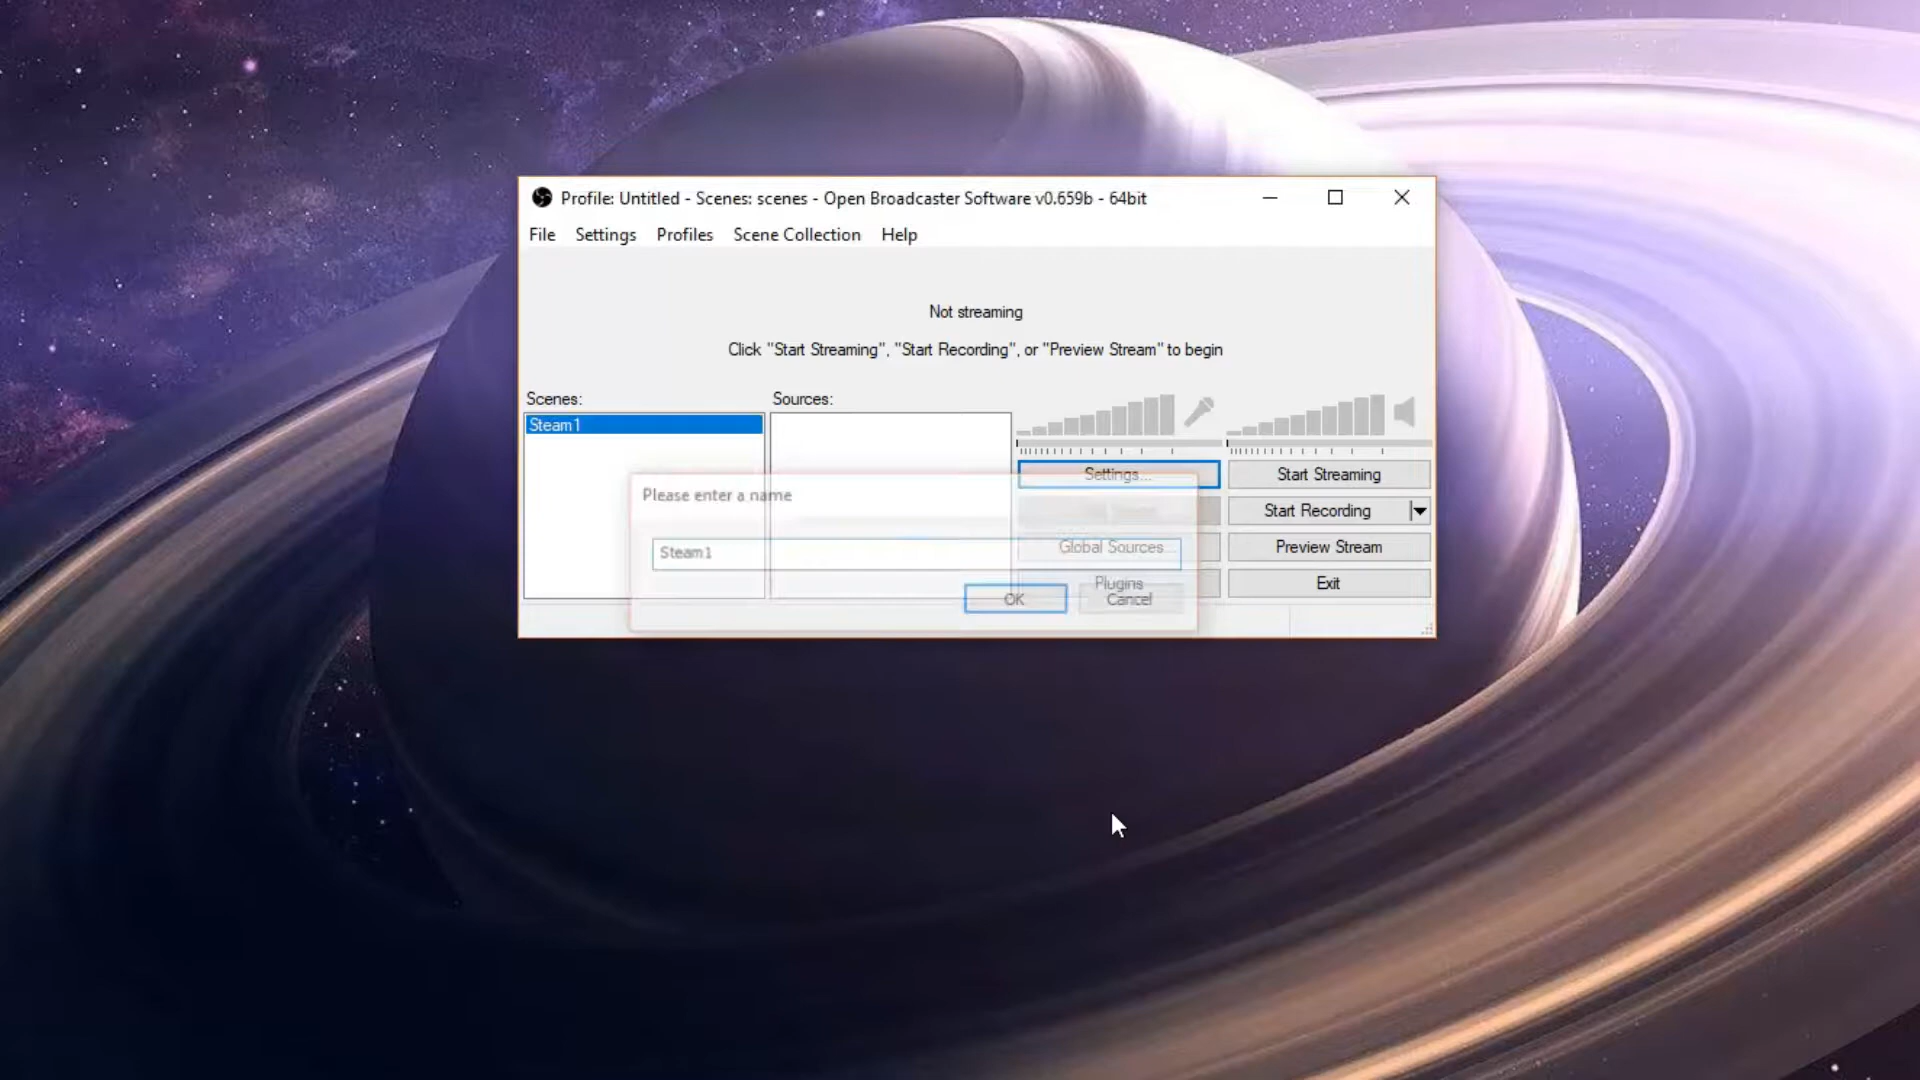 Profile: Untitled - Scenes: scenes - Open Broadcaster Software v0.659b - 64bit
File Settings Profiles Scene Collection Help
Not streaming
Click "Start Streaming", "Start Recording", or "Preview Stream" to begin
Scenes:
Sources:
Steam1
Settings...
Start Streaming
Please enter a name
Start Recording
Steam1
Global Sources...
Preview Stream
Plugins
Exit
OK
Cancel